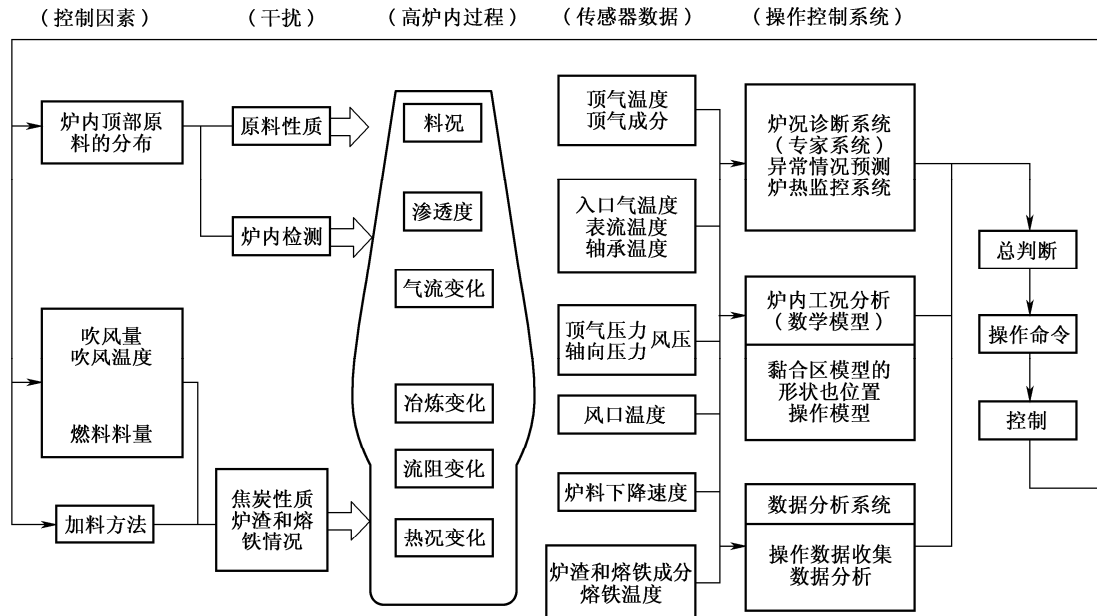 （控制因素）
（干扰）
（高炉内过程）
（传感器数据）
（操作控制系统）
炉内顶部原
料的分布
吹风量
吹风温度
燃料料量
加料方法
原料性质
炉内检测
焦炭性质
炉渣和熔
铁情况
料况
渗透度
气流变化
冶炼变化
流阻变化
热况变化
顶气温度
顶气成分
入口气温度
表流温度
轴承温度
顶气压力
轴向压力
风压
风口温度
炉料下降速度
炉渣和熔铁成分
熔铁温度
炉况诊断系统
（专家系统）
异常情况预测
炉热监控系统
炉内工况分析
（数学模型）
黏合区模型的
形状也位置
操作模型
数据分析系统
操作数据收集
数据分析
总判断
操作命令
控制